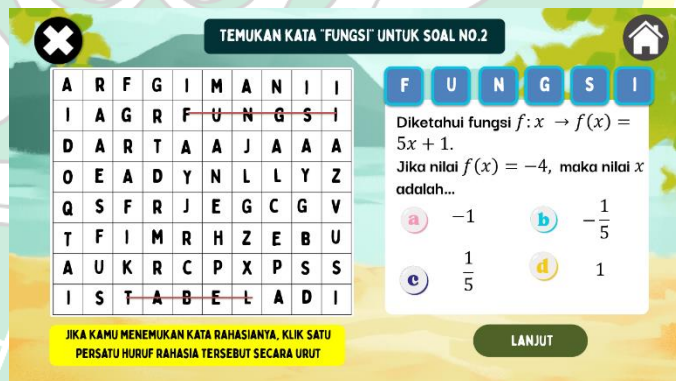 TEMUKAN KATA "FUNGSI" UNTUK SOAL NO.2
A R F G I M A N I I
I A G R F U N G S I
D A R T A A J A A A
O E A D Y N L L Y Z
Q S F R J E G C G V
T F I M R H Z E B U
A U K R C P X P S S
I S T A B E L A D I
JIKA KAMU MENEMUKAN KATA RAHASIANYA, KLIK SATU
PERSATU HURUF RAHASIA TERSEBUT SECARA URUT
F U N G S I
Diketahui fungsi f: x → f(x) =
5x + 1.
Jika nilai f(x) = −4, maka nilai x
adalah...
a −1 b −1/5
c 1/5 d 1
LANJUT